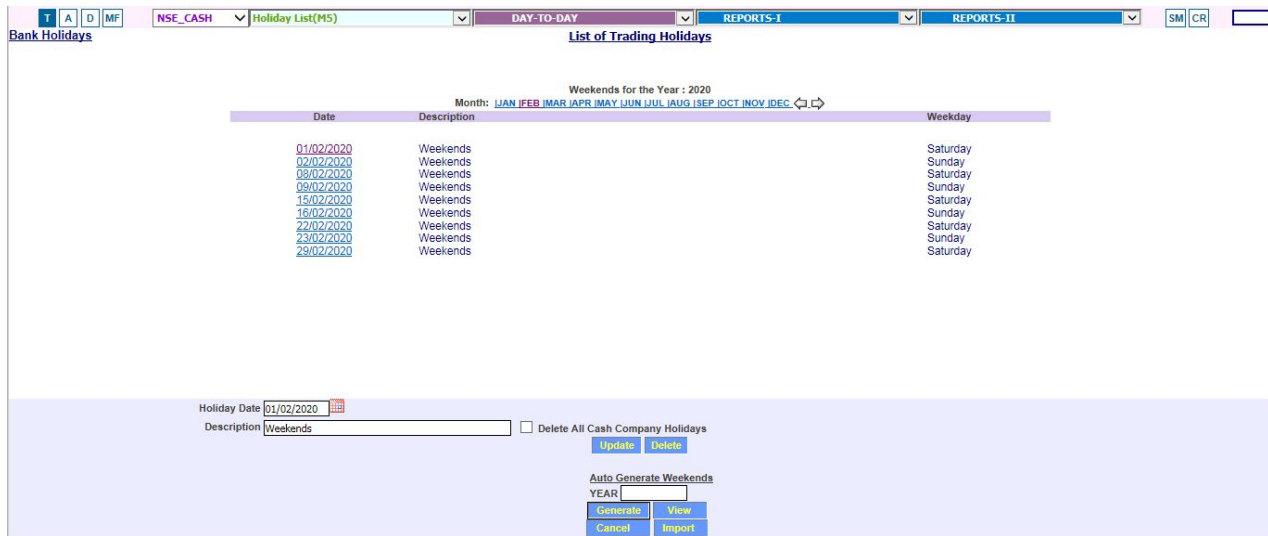 T A D MF NSE_CASH Holiday List(M5) DAY-TO-DAY REPORTS-I REPORTS-II SM CR
Bank Holidays List of Trading Holidays
Weekends for the Year : 2020
Month: |JAN |FEB |MAR |APR |MAY |JUN |JUL |AUG |SEP |OCT |NOV |DEC
Date Description Weekday
01/02/2020 Weekends Saturday
02/02/2020 Weekends Sunday
08/02/2020 Weekends Saturday
09/02/2020 Weekends Sunday
15/02/2020 Weekends Saturday
16/02/2020 Weekends Sunday
22/02/2020 Weekends Saturday
23/02/2020 Weekends Sunday
29/02/2020 Weekends Saturday
Holiday Date 01/02/2020
Description Weekends Delete All Cash Company Holidays
Update Delete
Auto Generate Weekends
YEAR
Generate View
Cancel Import